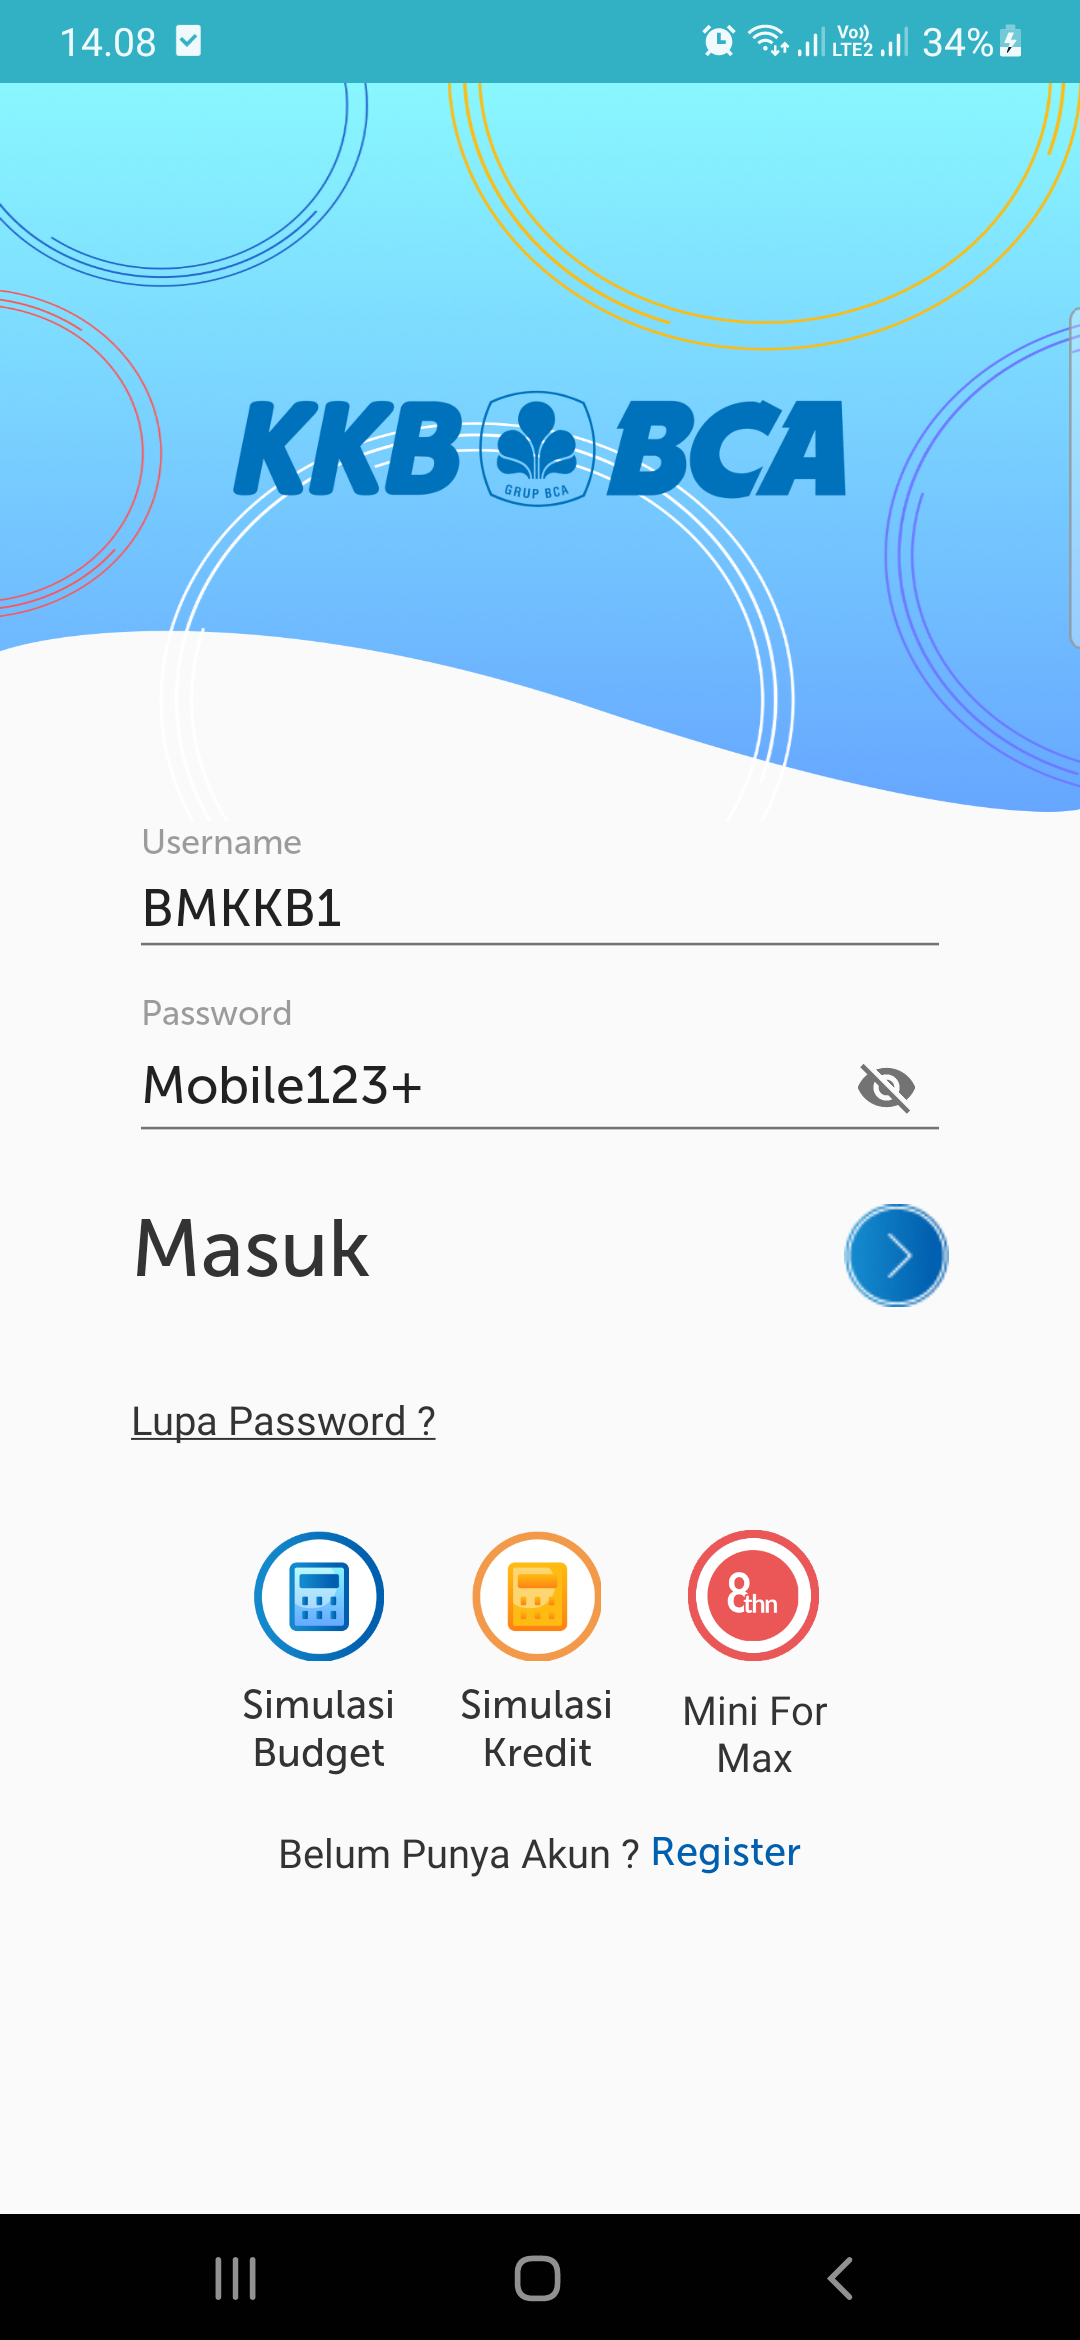 14.08
Vo)) LTE2 34%
KKB GRUP BCA BCA
Username
BMKKB1
Password
Mobile123+
Masuk
Lupa Password ?
8thn
Simulasi Budget
Simulasi Kredit
Mini For Max
Belum Punya Akun ? Register